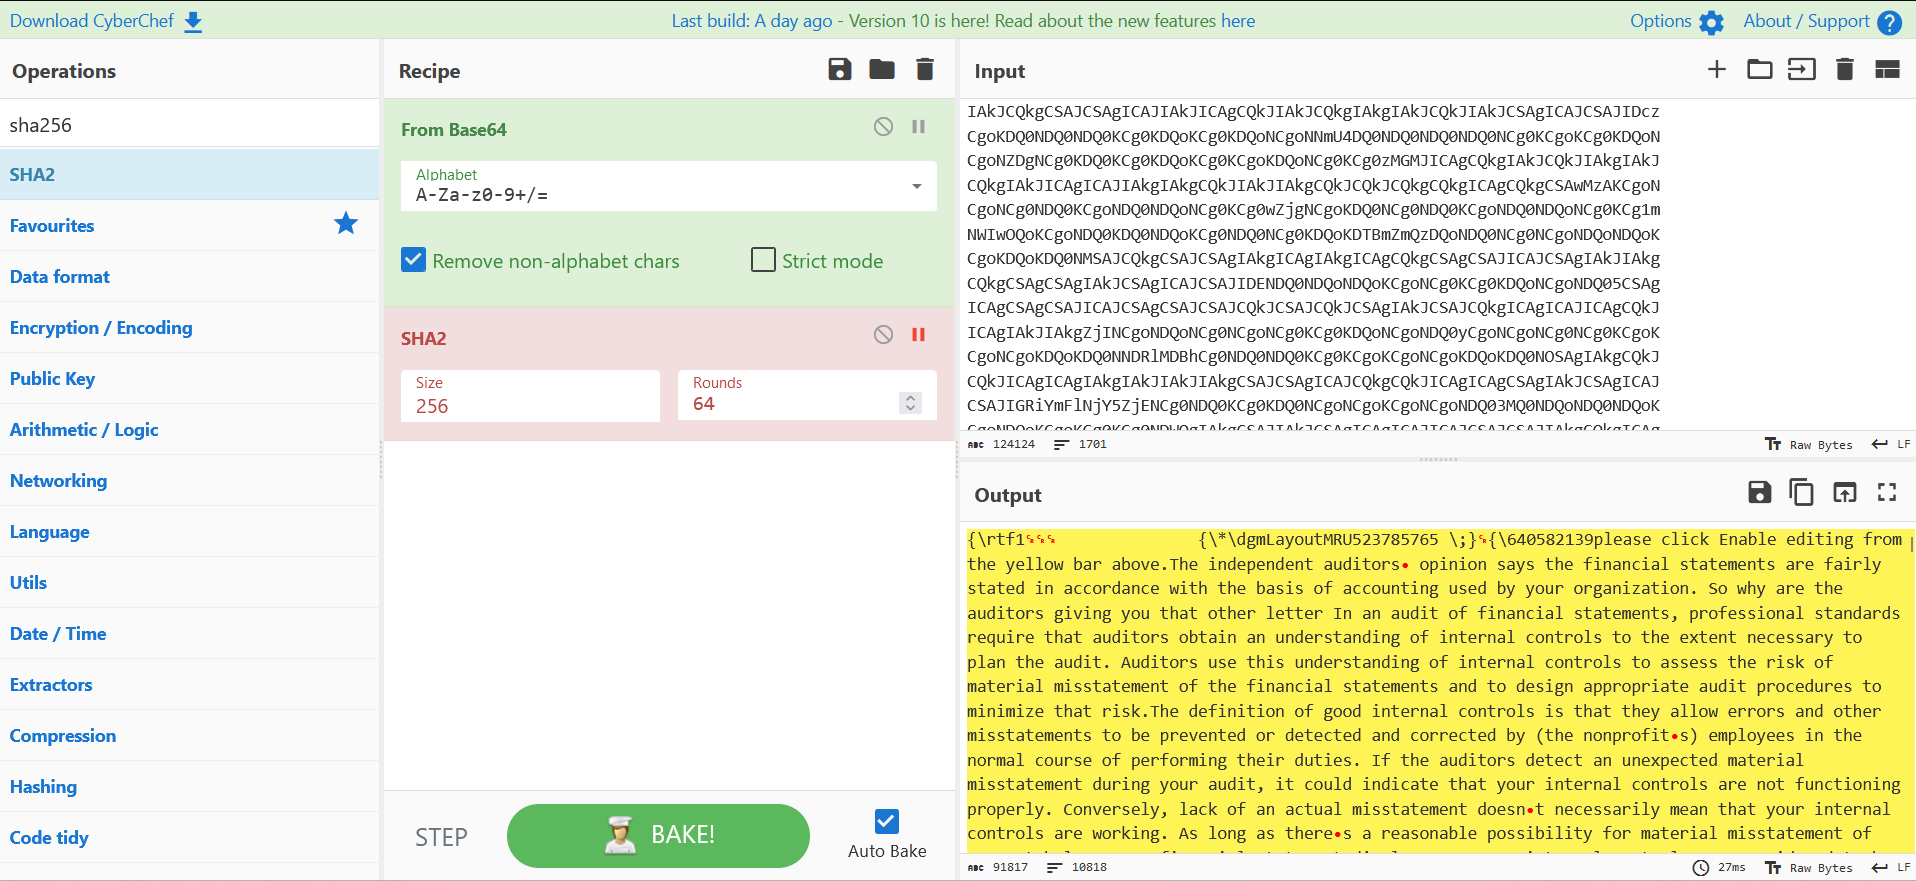 Download CyberChef
Last build: A day ago - Version 10 is here! Read about the new features here
Options
About / Support
Operations
sha256
SHA2
Favourites
Data format
Encryption / Encoding
Public Key
Arithmetic / Logic
Networking
Language
Utils
Date / Time
Extractors
Compression
Hashing
Code tidy
Recipe
From Base64
Alphabet
A-Za-z0-9+/=
Remove non-alphabet chars
Strict mode
SHA2
Size
256
Rounds
64
STEP
BAKE!
Auto Bake
Input
IAkJCQkgCSAJCSAgICAJIAkJICAgCQkJIAkJCQkgIAkgIAkJCQkJIAkJCSAgICAJCSAJIDcz
CgoKDQ0NDQ0NDQ0KCg0KDQoKCg0KDQoNCgoNNmU4DQ0NDQ0NDQ0NDQ0NCg0KCgoKCg0KDQoN
CgoNZDgNCg0KDQ0KCg0KDQoKCg0KCgoKDQoNCg0KCg0zMGMJICAgCQkgIAkJCQkJIAkgIAkJ
CQkgIAkJICAgICAJIAkgIAkgCQkJIAkJIAkgCQkJCQkJCQkgCQkgICAgCQkgCSAwMzAKCgoN
CgoNCg0NDQ0KCgoNDQ0NDQoNCg0KCg0wZjgNCgoKDQ0NCg0NDQ0KCgoNDQ0NDQoNCg0KCg1m
NWIwOQoKCgoNDQ0KDQ0NDQoKCg0NDQ0NCg0KDQoKDTBmZmQzDQ0NDQ0NCg0NCgoNDQoNDQoK
CgoKDQoKDQ0NMSAJCQkgCSAJCSAgIAkgICAgIAkgICAgCQkgCSAgCSAJICAJCSAgIAkJIAkg
CQkgCSAgCSAgIAkJCSAgICAJCSAJIDENDQ0NDQoNDQoKCgoNCg0KCg0KDQoNCgoNDQ05CSAg
ICAgCSAgCSAJICAJCSAgCSAJCSAJCQkJCSAJCQkJCSAgIAkJCSAJCQkgICAgICAJICAgCQkJ
ICAgIAkJIAkgZjINCgoNDQoNCg0NCgoNCg0KCg0KDQoNCgoNDQ0yCgoNCgoNCg0NCg0KCgoK
CgoNCgoKDQoKDQ0NNDRlMDBhCg0NDQ0NDQ0KCg0KCgoKCgoNCgoKDQoKDQ0NOSAgIAkgCQkJ
CQkJICAgICAgIAkgIAkJIAkJIAkgCSAJCSAgICAJCQkgCQkJICAgICAgCSAgIAkJCSAgICAJ
CSAJIGRiYmFlNjY5ZjENCg0NDQ0KCg0KDQ0NCgoNCgoKCgoNCgoNDQ03MQ0NDQoNDQ0NDQoK
124124
1701
Raw Bytes
LF
Output
{\rtf1 {\*\dgmLayoutMRU523785765 \;} {\640582139please click Enable editing from
the yellow bar above.The independent auditors• opinion says the financial statements are fairly
stated in accordance with the basis of accounting used by your organization. So why are the
auditors giving you that other letter In an audit of financial statements, professional standards
require that auditors obtain an understanding of internal controls to the extent necessary to
plan the audit. Auditors use this understanding of internal controls to assess the risk of
material misstatement of the financial statements and to design appropriate audit procedures to
minimize that risk.The definition of good internal controls is that they allow errors and other
misstatements to be prevented or detected and corrected by (the nonprofit•s) employees in the
normal course of performing their duties. If the auditors detect an unexpected material
misstatement during your audit, it could indicate that your internal controls are not functioning
properly. Conversely, lack of an actual misstatement doesn•t necessarily mean that your internal
controls are working. As long as there•s a reasonable possibility for material misstatement of
91817
10818
27ms
Raw Bytes
LF